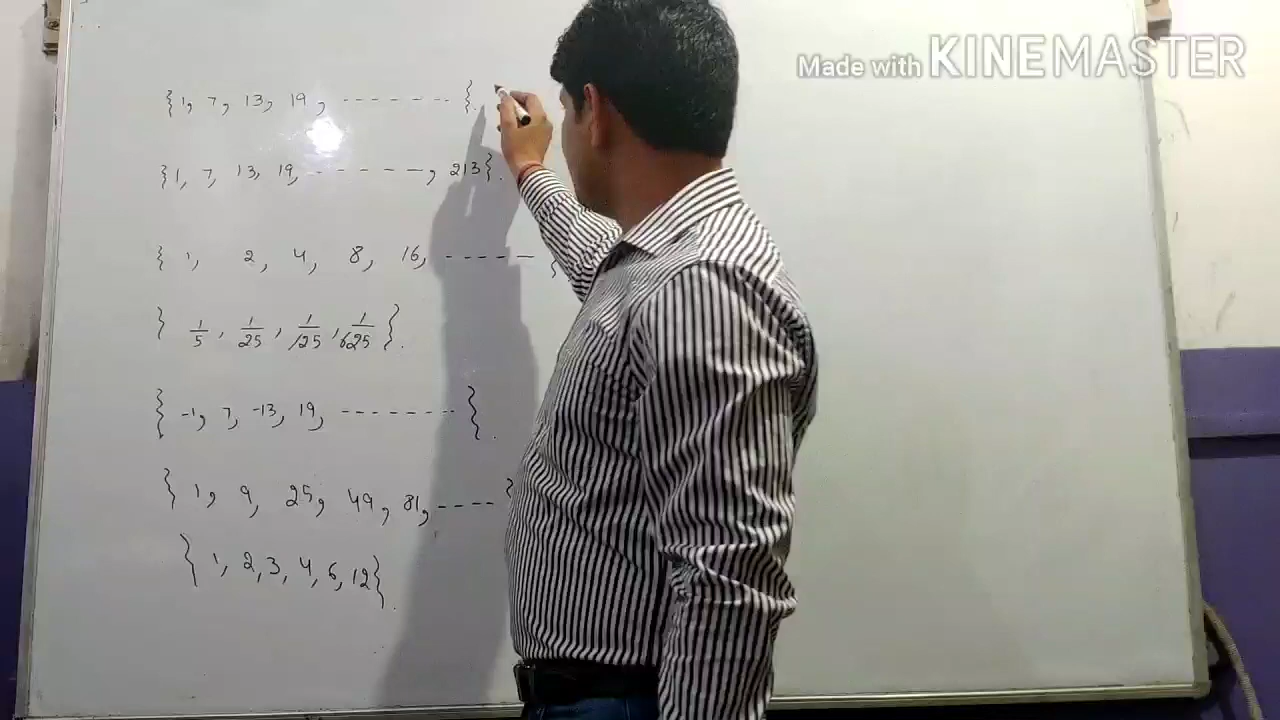 Made with KINEMASTER
{1, 7, 13, 19, ------- }.
{1, 7, 13, 19, ------, 213}.
{ 1, 2, 4, 8, 16, ------ }
{ 1/5, 1/25, 1/125, 1/625 }.
{ -1, 7, -13, 19, ------- }.
{ 1, 9, 25, 49, 81, ---- }
{ 1, 2, 3, 4, 6, 12}.